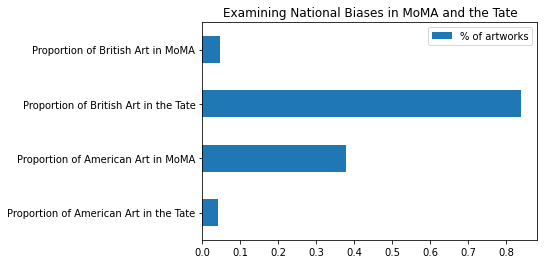 Examining National Biases in MoMA and the Tate
% of artworks
Proportion of British Art in MoMA
Proportion of British Art in the Tate
Proportion of American Art in MoMA
Proportion of American Art in the Tate
0.0 0.1 0.2 0.3 0.4 0.5 0.6 0.7 0.8